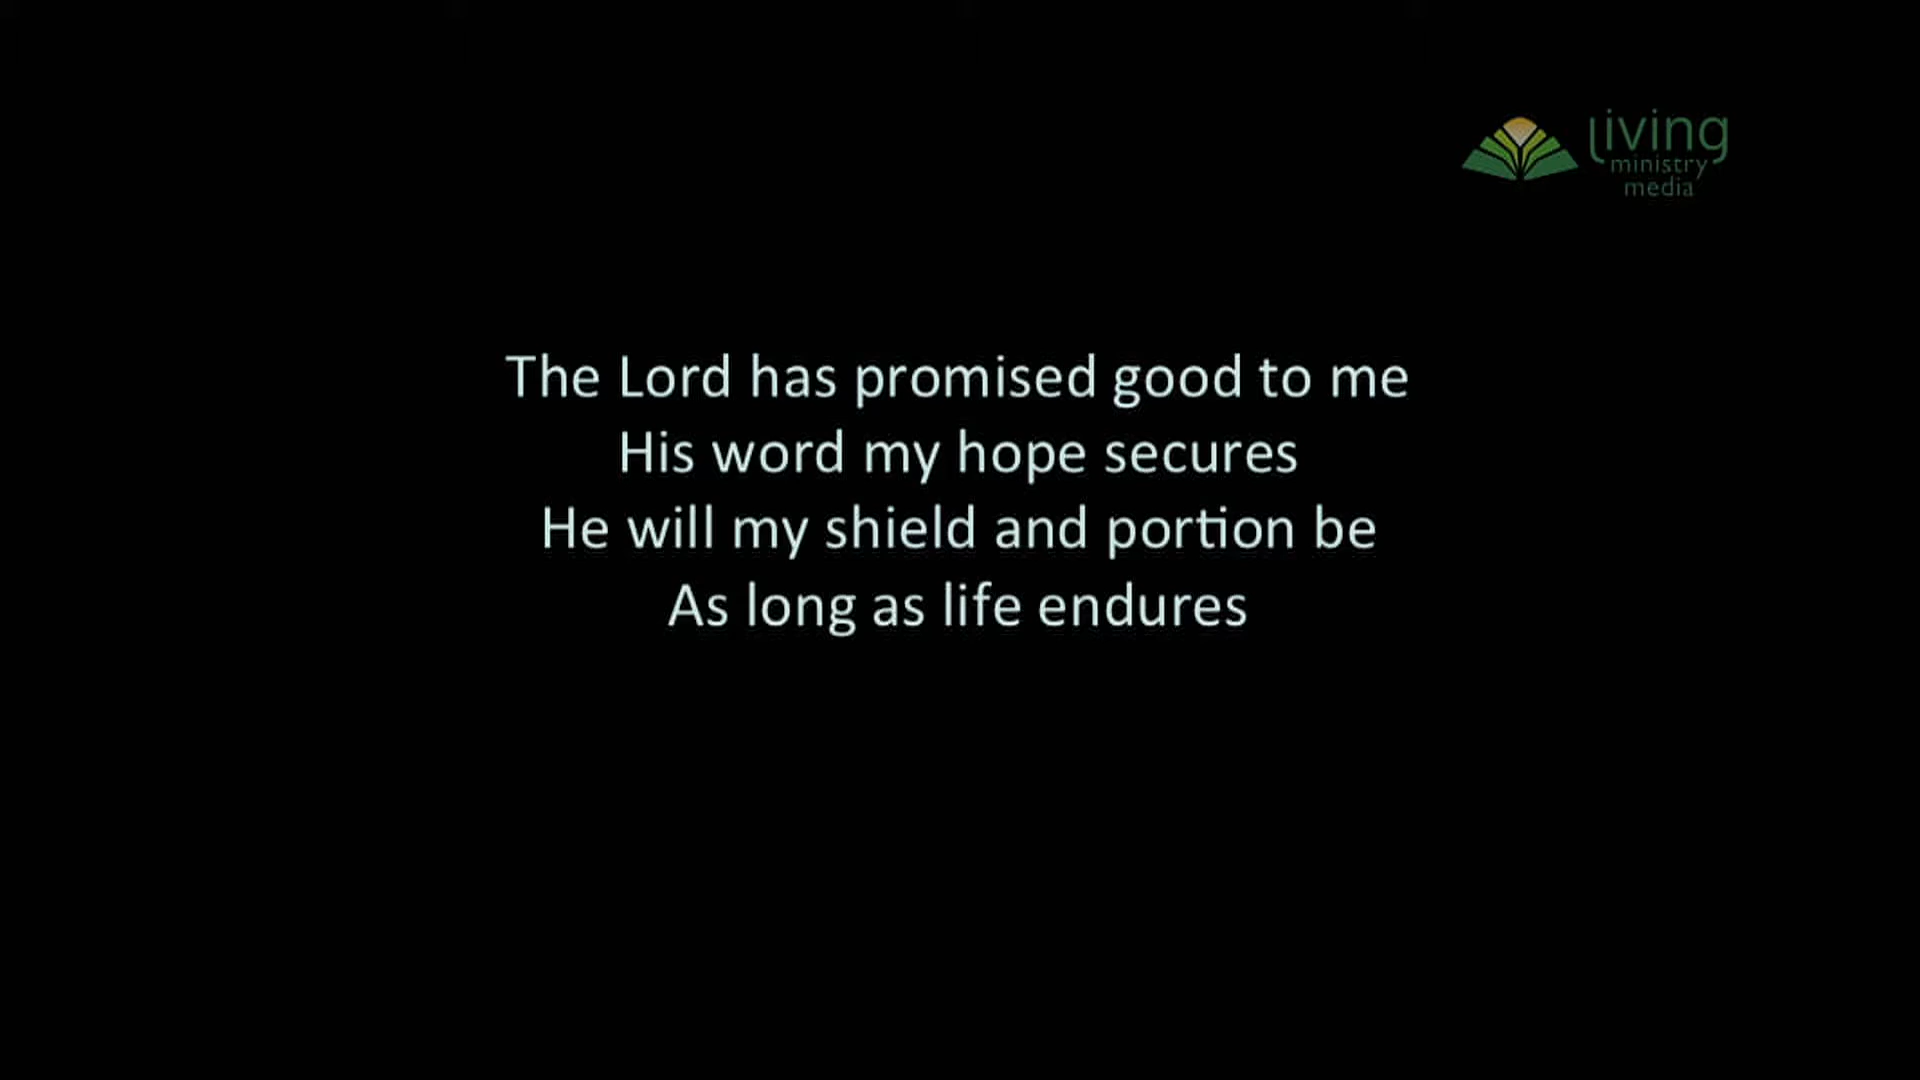 Living
ministry
media
The Lord has promised good to me
His word my hope secures
He will my shield and portion be
As long as life endures